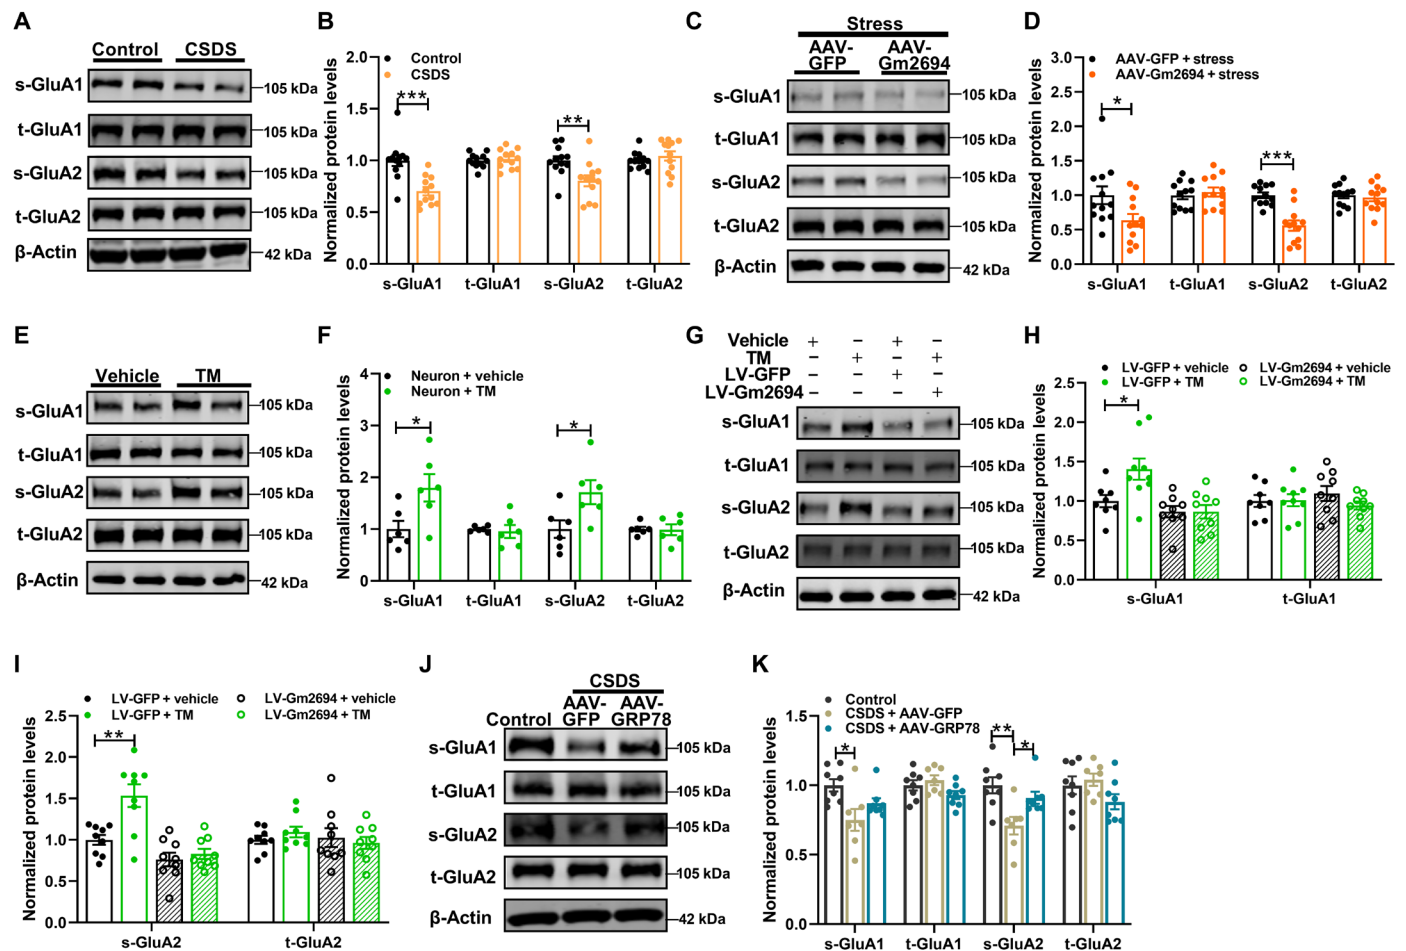 A
Control CSDS
s-GluA1
105 kDa
t-GluA1
105 kDa
s-GluA2
105 kDa
t-GluA2
105 kDa
β-Actin
42 kDa
B
Normalized protein levels
2.0
1.5
1.0
0.5
0.0
Control
CSDS
***
**
s-GluA1 t-GluA1 s-GluA2 t-GluA2
C
Stress
AAV-GFP AAV-Gm2694
s-GluA1
105 kDa
t-GluA1
105 kDa
s-GluA2
105 kDa
t-GluA2
105 kDa
β-Actin
42 kDa
D
Normalized protein levels
3.0
2.5
2.0
1.5
1.0
0.5
0.0
AAV-GFP + stress
AAV-Gm2694 + stress
*
***
s-GluA1 t-GluA1 s-GluA2 t-GluA2
E
Vehicle TM
s-GluA1
105 kDa
t-GluA1
105 kDa
s-GluA2
105 kDa
t-GluA2
105 kDa
β-Actin
42 kDa
F
Normalized protein levels
4
3
2
1
0
Neuron + vehicle
Neuron + TM
*
*
s-GluA1 t-GluA1 s-GluA2 t-GluA2
G
Vehicle + − + −
TM − + − +
LV-GFP − − + −
LV-Gm2694 − − − +
s-GluA1
105 kDa
t-GluA1
105 kDa
s-GluA2
105 kDa
t-GluA2
105 kDa
β-Actin
42 kDa
H
Normalized protein levels
2.5
2.0
1.5
1.0
0.5
0.0
LV-GFP + vehicle LV-Gm2694 + vehicle
LV-GFP + TM LV-Gm2694 + TM
*
s-GluA1 t-GluA1
I
Normalized protein levels
2.5
2.0
1.5
1.0
0.5
0.0
LV-GFP + vehicle LV-Gm2694 + vehicle
LV-GFP + TM LV-Gm2694 + TM
**
s-GluA2 t-GluA2
J
CSDS
Control AAV-GFP AAV-GRP78
s-GluA1
105 kDa
t-GluA1
105 kDa
s-GluA2
105 kDa
t-GluA2
105 kDa
β-Actin
42 kDa
K
Normalized protein levels
1.5
1.0
0.5
0.0
Control
CSDS + AAV-GFP
CSDS + AAV-GRP78
*
**
*
s-GluA1 t-GluA1 s-GluA2 t-GluA2